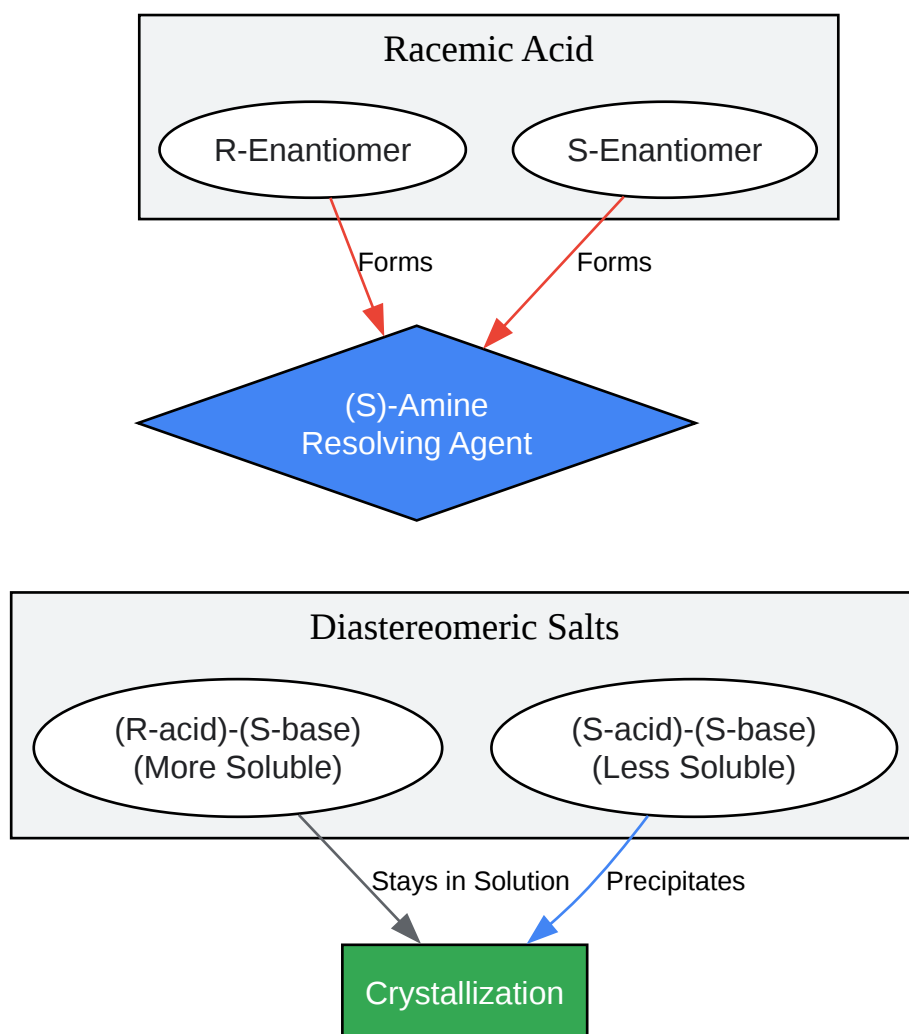 Racemic Acid
R-Enantiomer
S-Enantiomer
Forms
Forms
(S)-Amine
Resolving Agent
Diastereomeric Salts
(R-acid)-(S-base)
(More Soluble)
(S-acid)-(S-base)
(Less Soluble)
Stays in Solution
Precipitates
Crystallization